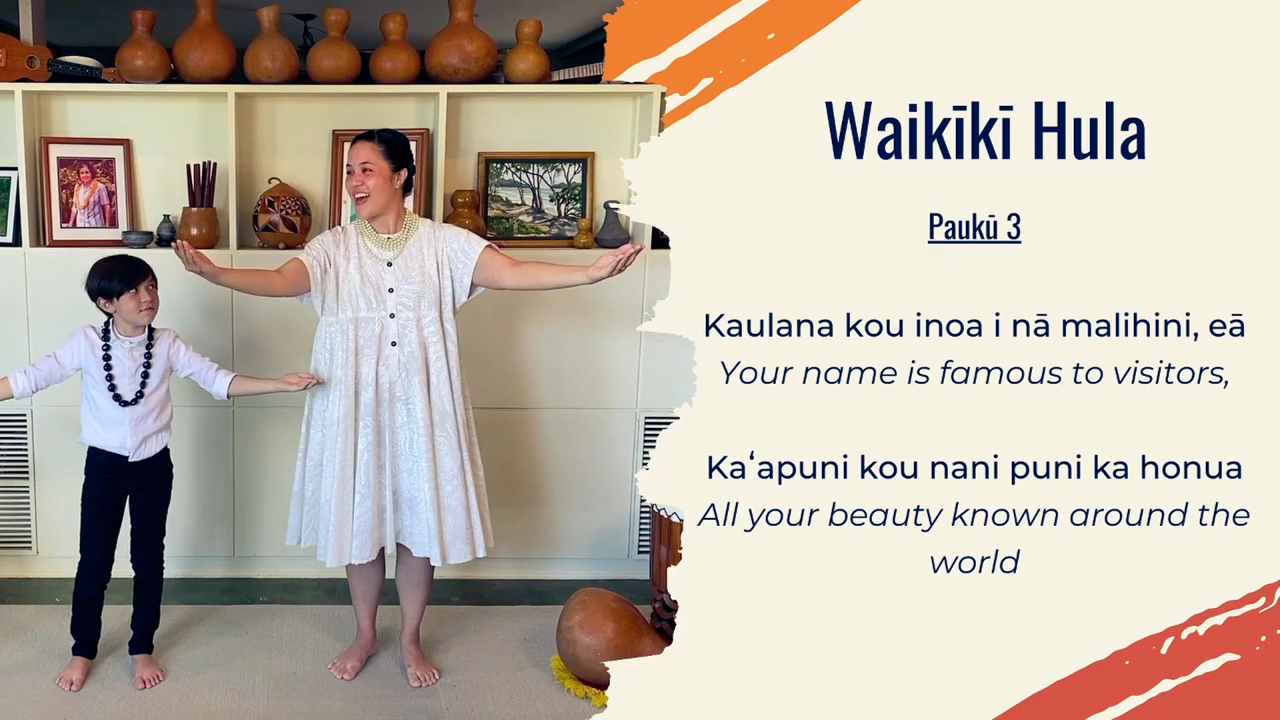 Waikīkī Hula
Paukū 3
Kaulana kou inoa i nā malihini, eā
Your name is famous to visitors,
Kaʻapuni kou nani puni ka honua
All your beauty known around the
world